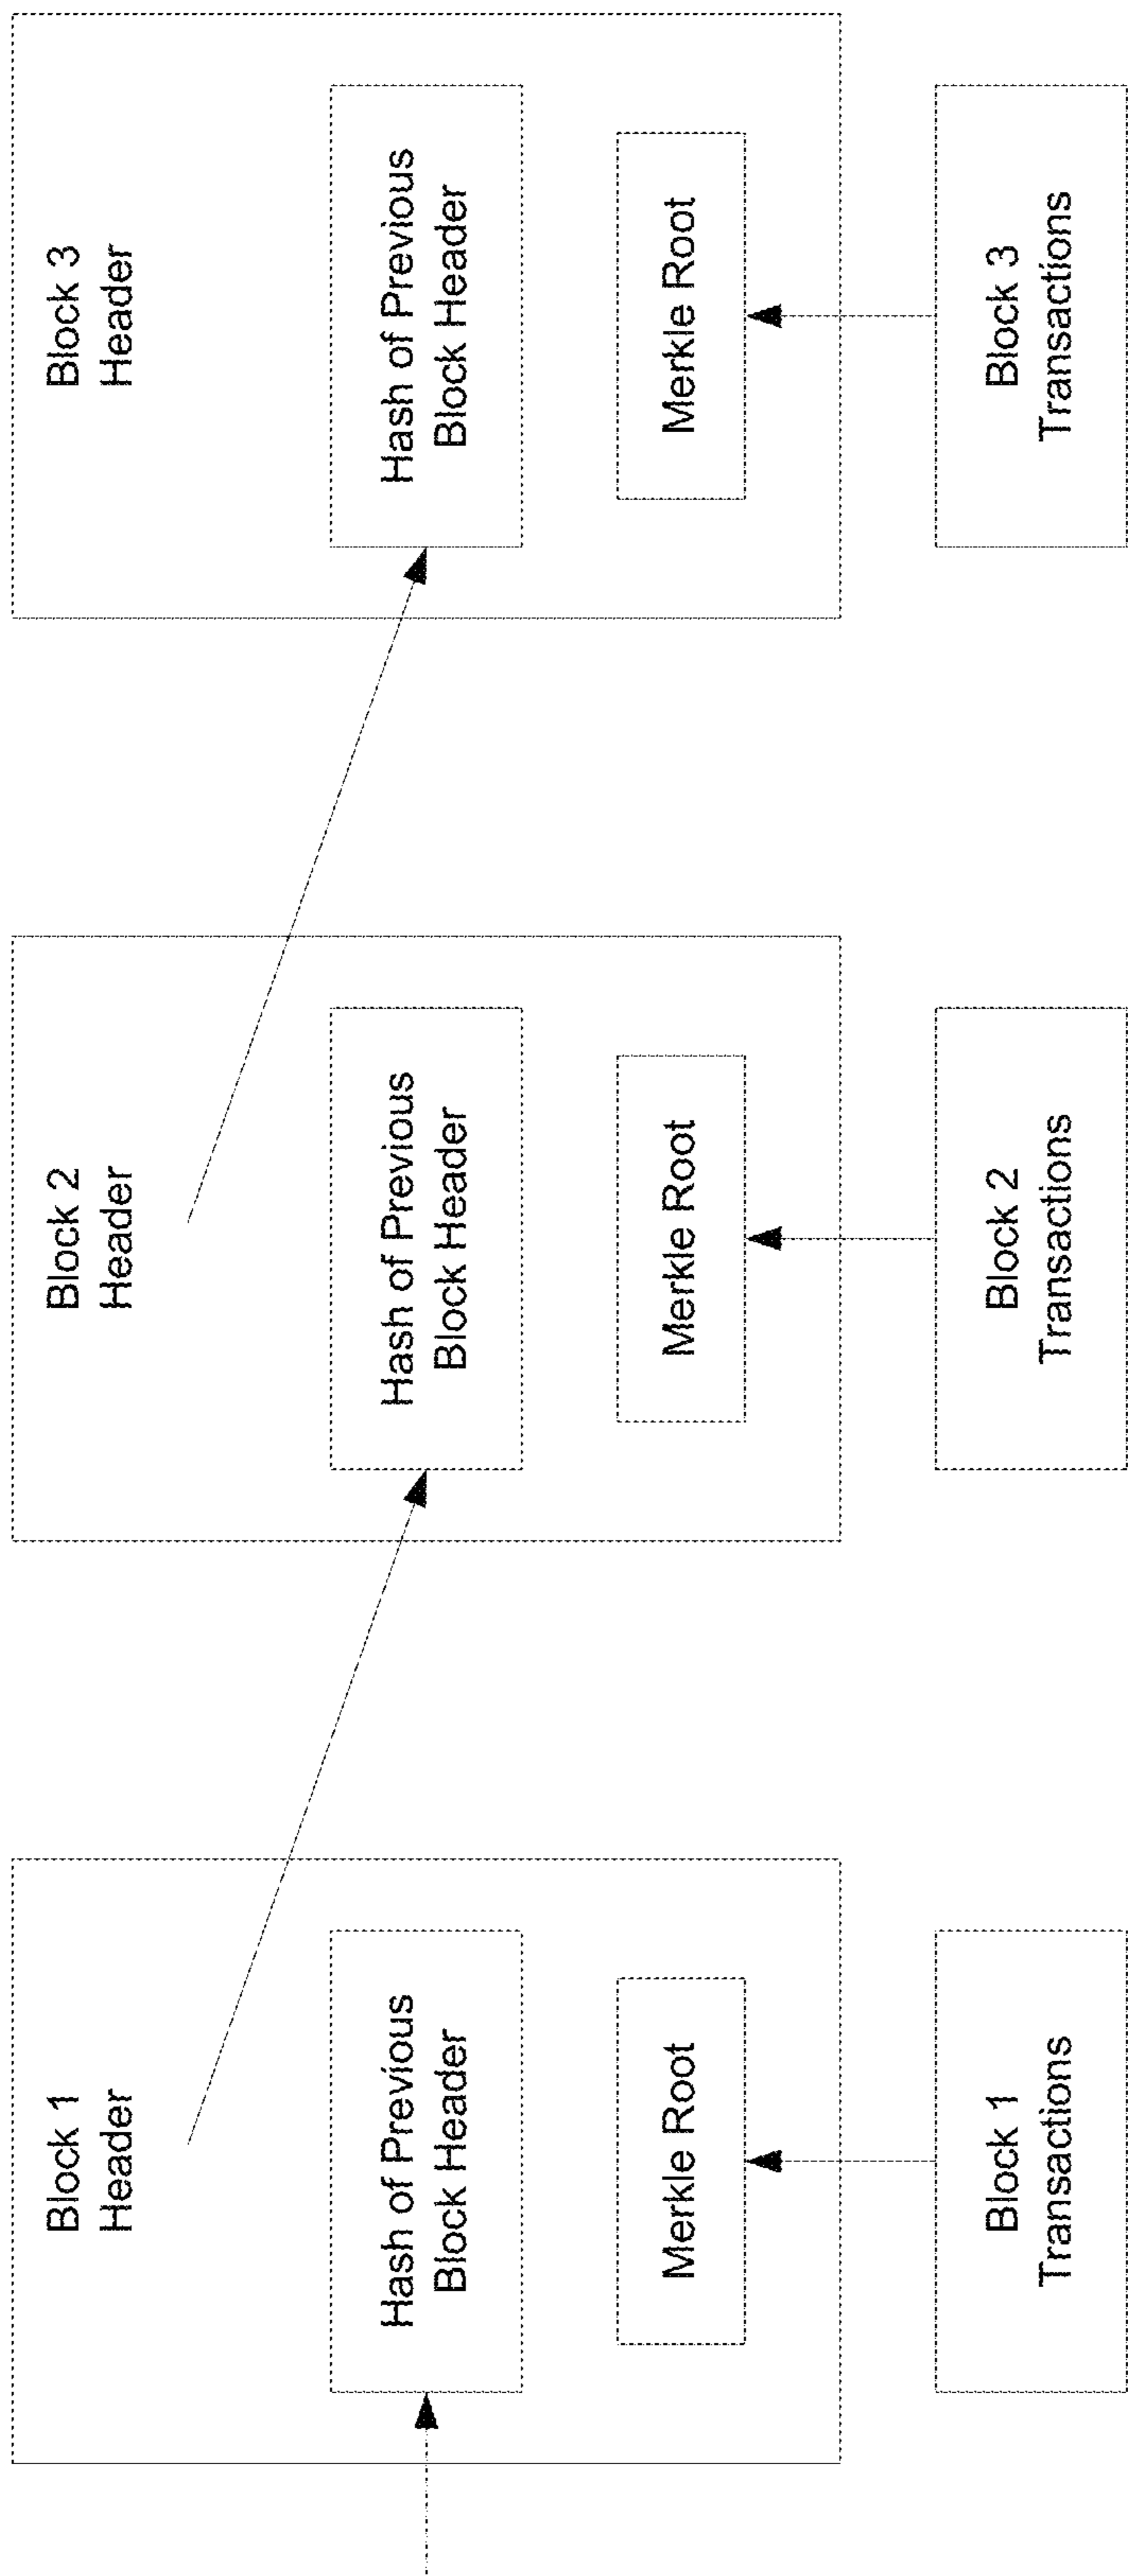 Block 1
Header
Hash of Previous
Block Header
Merkle Root
Block 1
Transactions
Block 2
Header
Hash of Previous
Block Header
Merkle Root
Block 2
Transactions
Block 3
Header
Hash of Previous
Block Header
Merkle Root
Block 3
Transactions